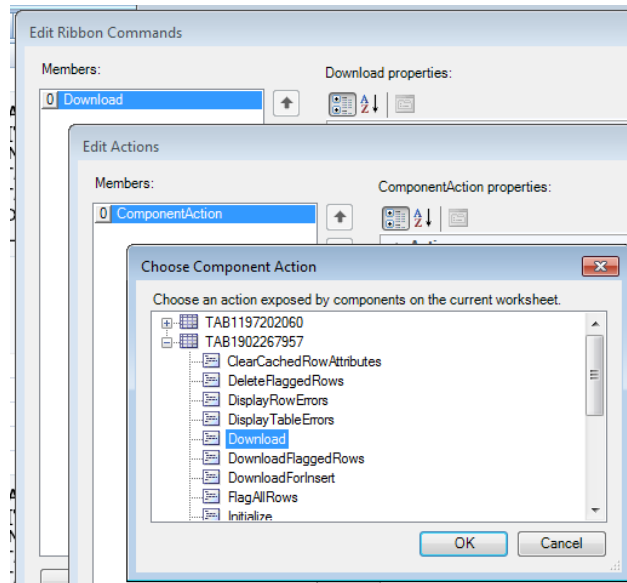 Edit Ribbon Commands
Members:
Download properties:
0 Download
Edit Actions
Members:
ComponentAction properties:
0 ComponentAction
Choose Component Action
Choose an action exposed by components on the current worksheet.
TAB1197202060
TAB1902267957
ClearCachedRowAttributes
DeleteFlaggedRows
DisplayRowErrors
DisplayTableErrors
Download
DownloadFlaggedRows
DownloadForInsert
FlagAllRows
Initialize
OK Cancel